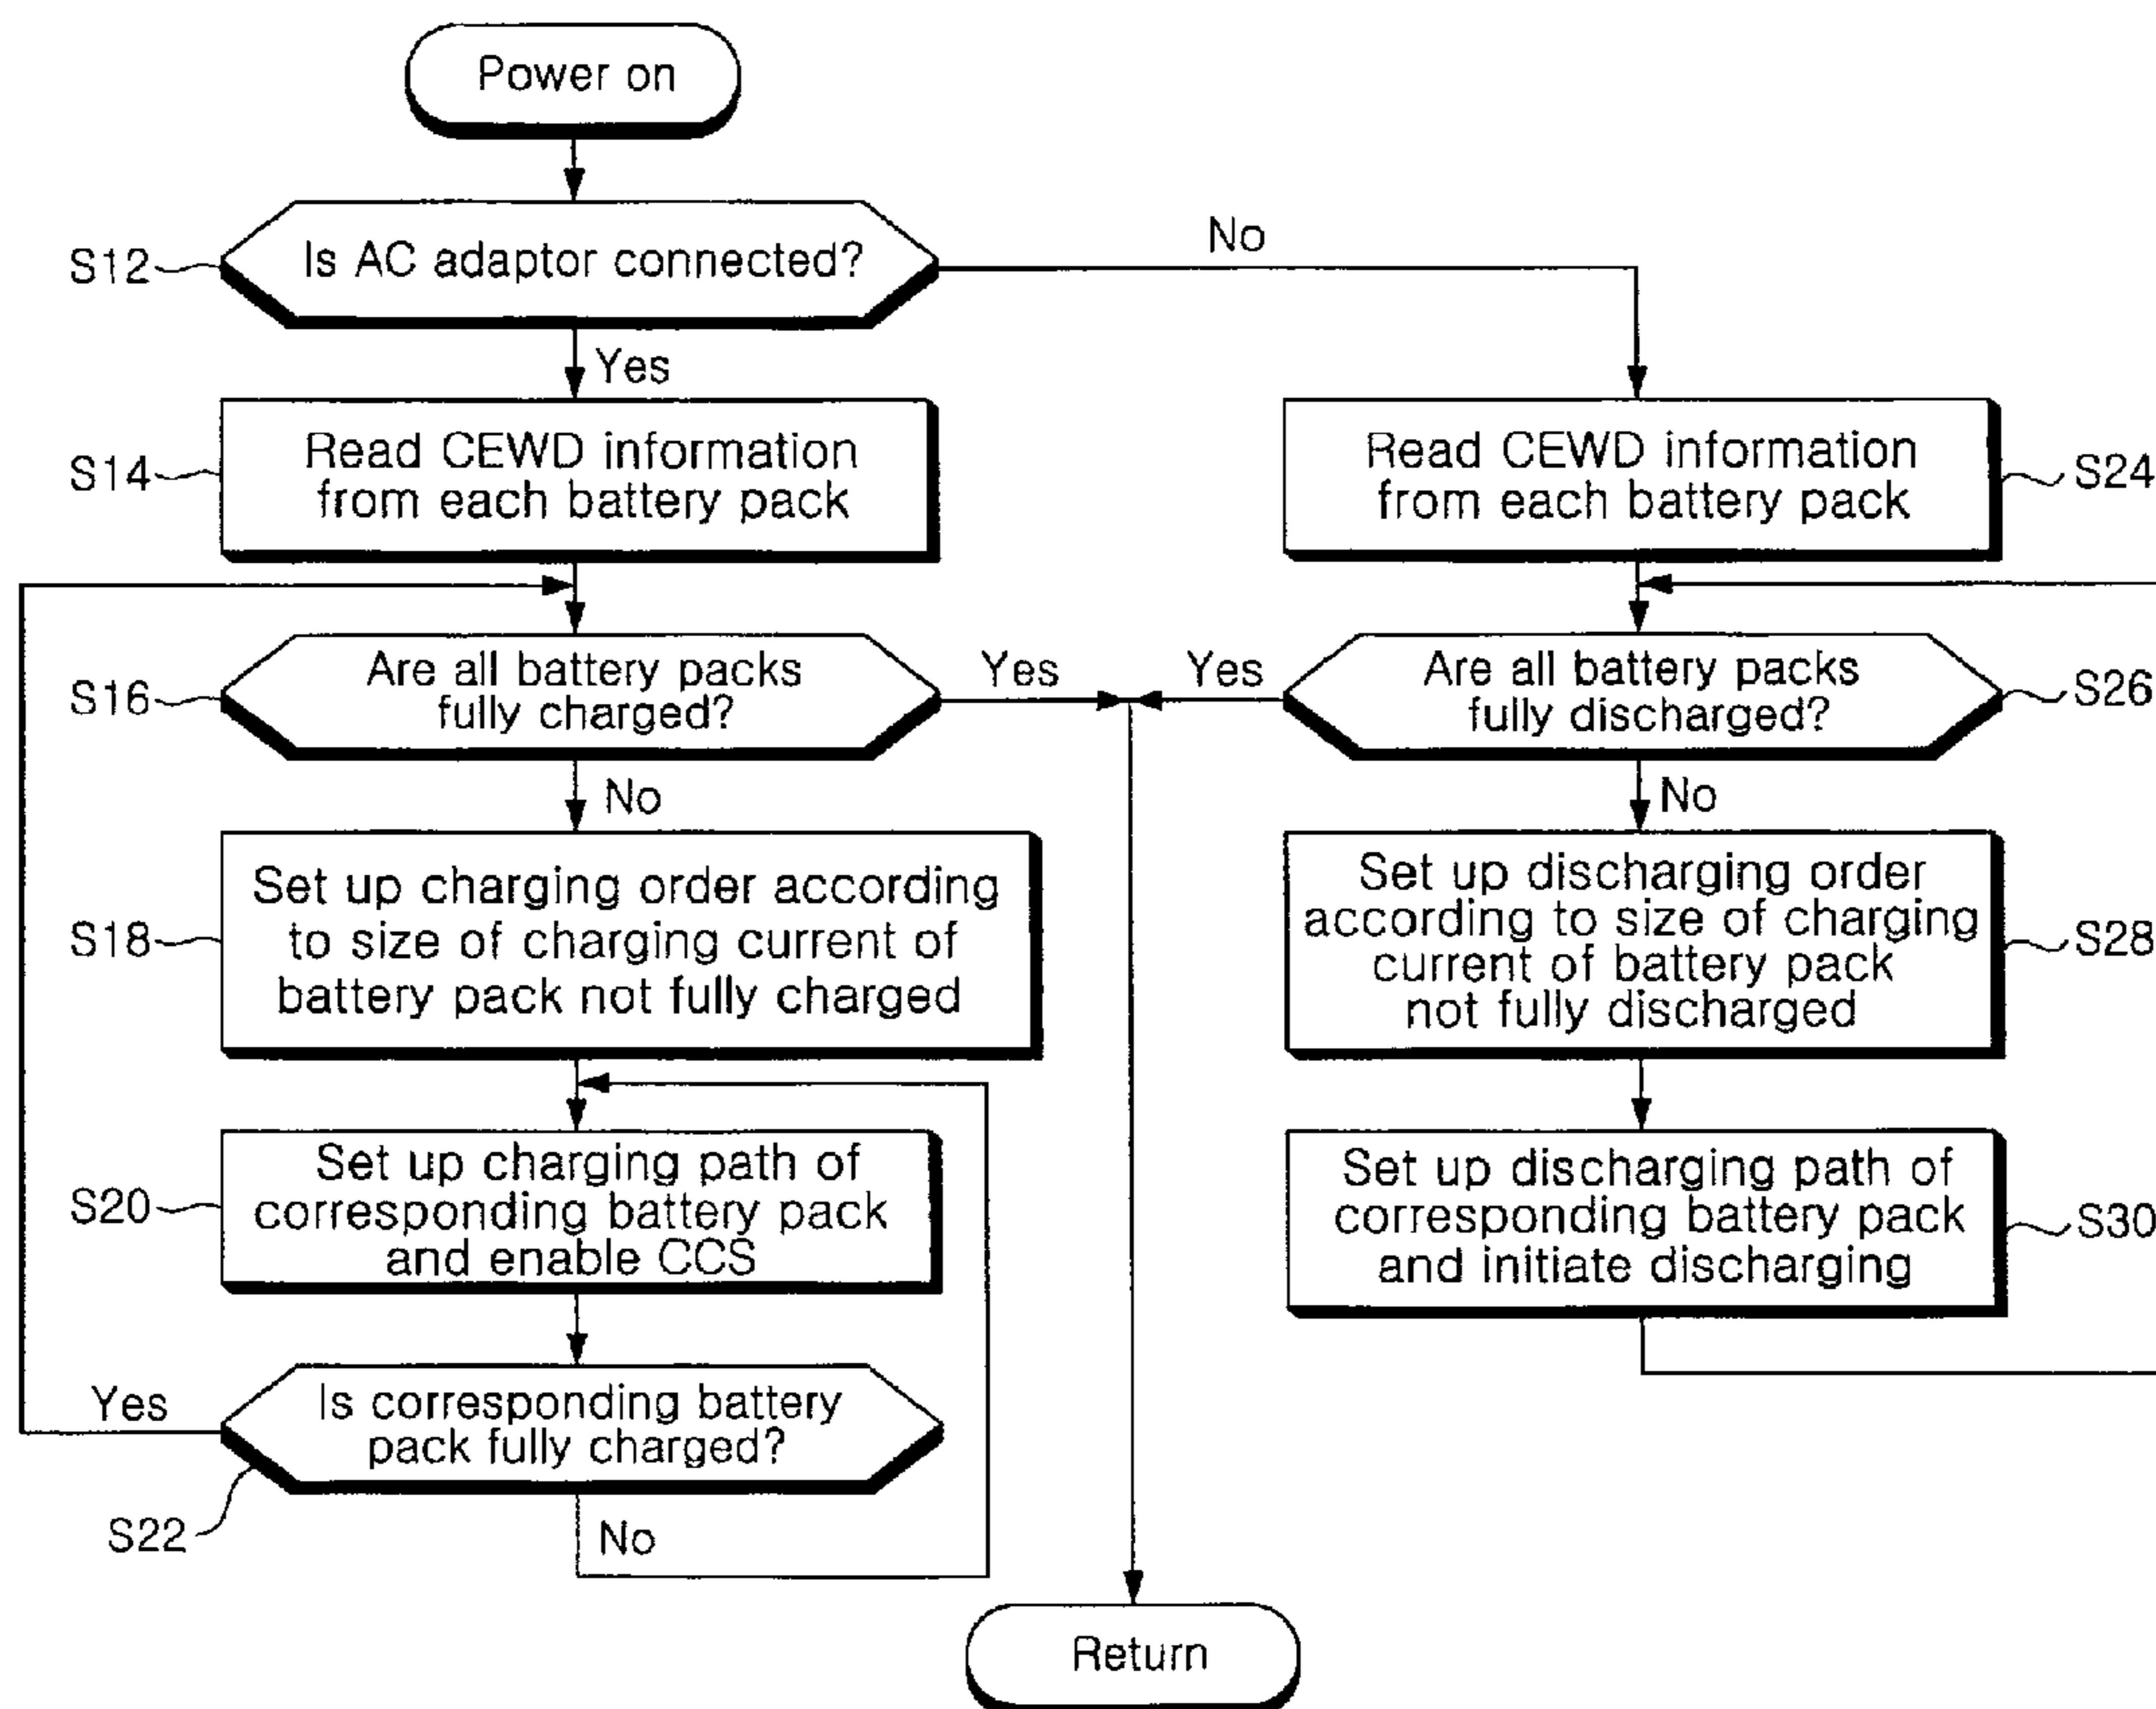 Power on
S12
Is AC adaptor connected?
No
Yes
S14
Read CEWD information
from each battery pack
Read CEWD information
from each battery pack
S24
S16
Are all battery packs
fully charged?
Yes
Yes
Are all battery packs
fully discharged?
S26
No
No
S18
Set up charging order according
to size of charging current of
battery pack not fully charged
Set up discharging order
according to size of charging
current of battery pack
not fully discharged
S28
S20
Set up charging path of
corresponding battery pack
and enable CCS
Set up discharging path of
corresponding battery pack
and initiate discharging
S30
Yes
Is corresponding battery
pack fully charged?
S22
No
Return